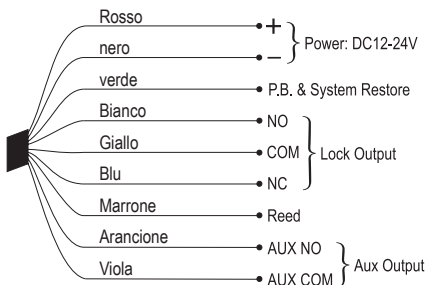 Rosso +
nero −
Power: DC12-24V
verde P.B. & System Restore
Bianco NO
Giallo COM
Blu NC
Lock Output
Marrone Reed
Arancione AUX NO
Viola AUX COM
Aux Output